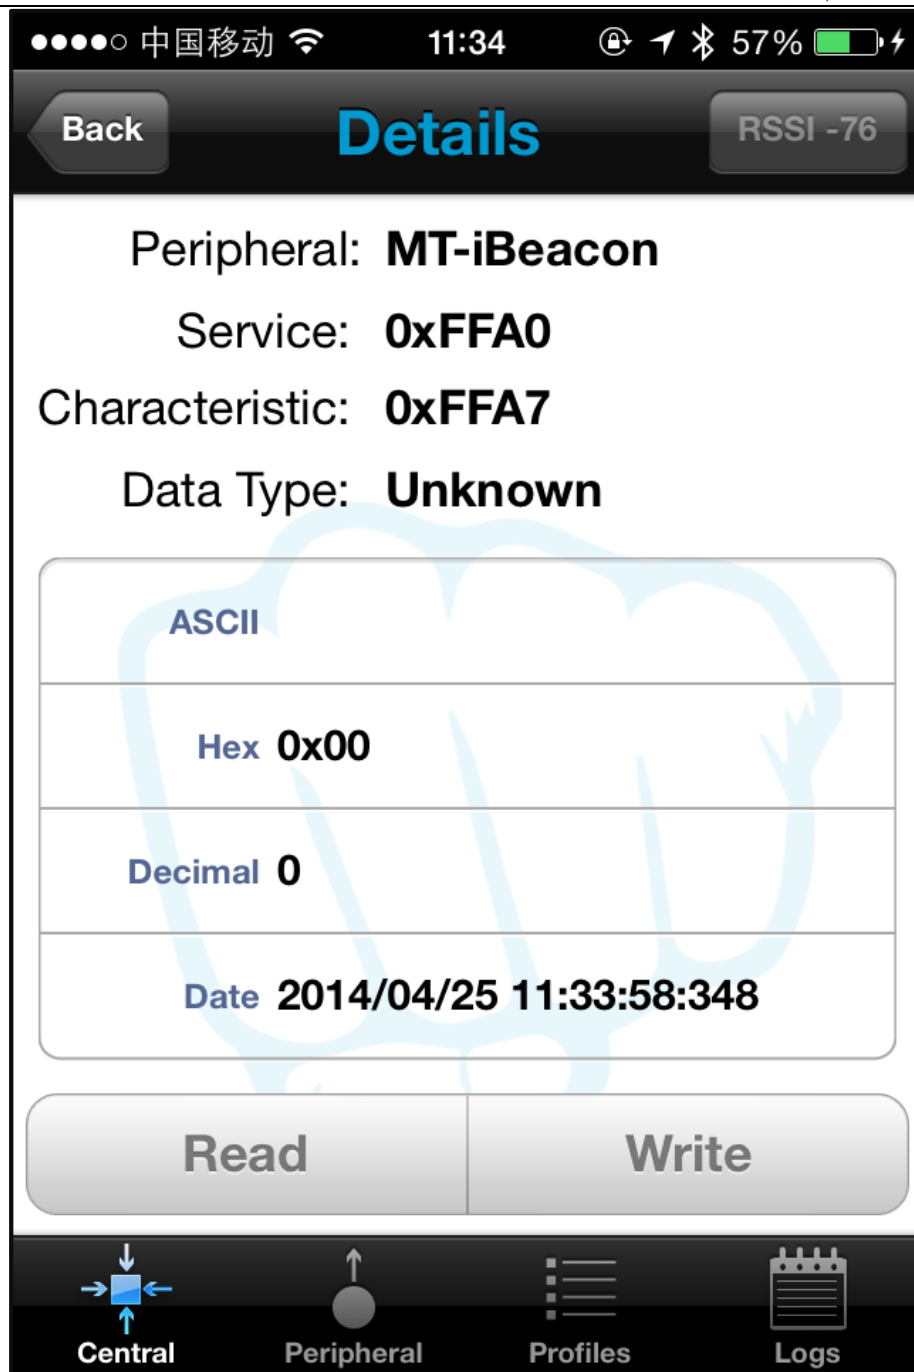 中国移动 11:34 57%
Back Details RSSI -76
Peripheral: MT-iBeacon
Service: 0xFFA0
Characteristic: 0xFFA7
Data Type: Unknown
ASCII
Hex 0x00
Decimal 0
Date 2014/04/25 11:33:58:348
Read Write
Central Peripheral Profiles Logs